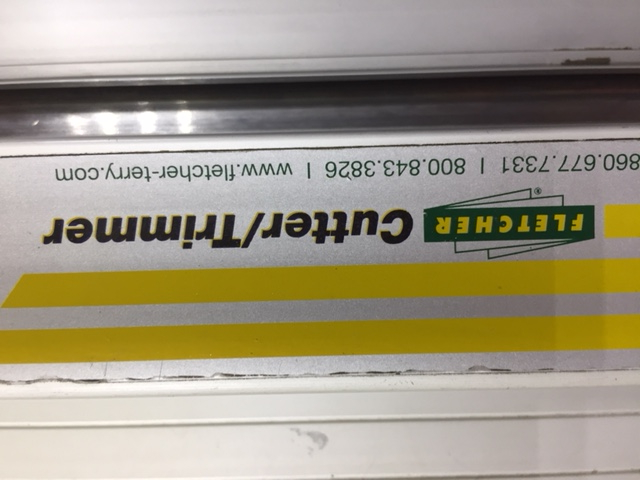 FLETCHER® Cutter/Trimmer
860.677.7331 | 800.843.3826 | www.fletcher-terry.com